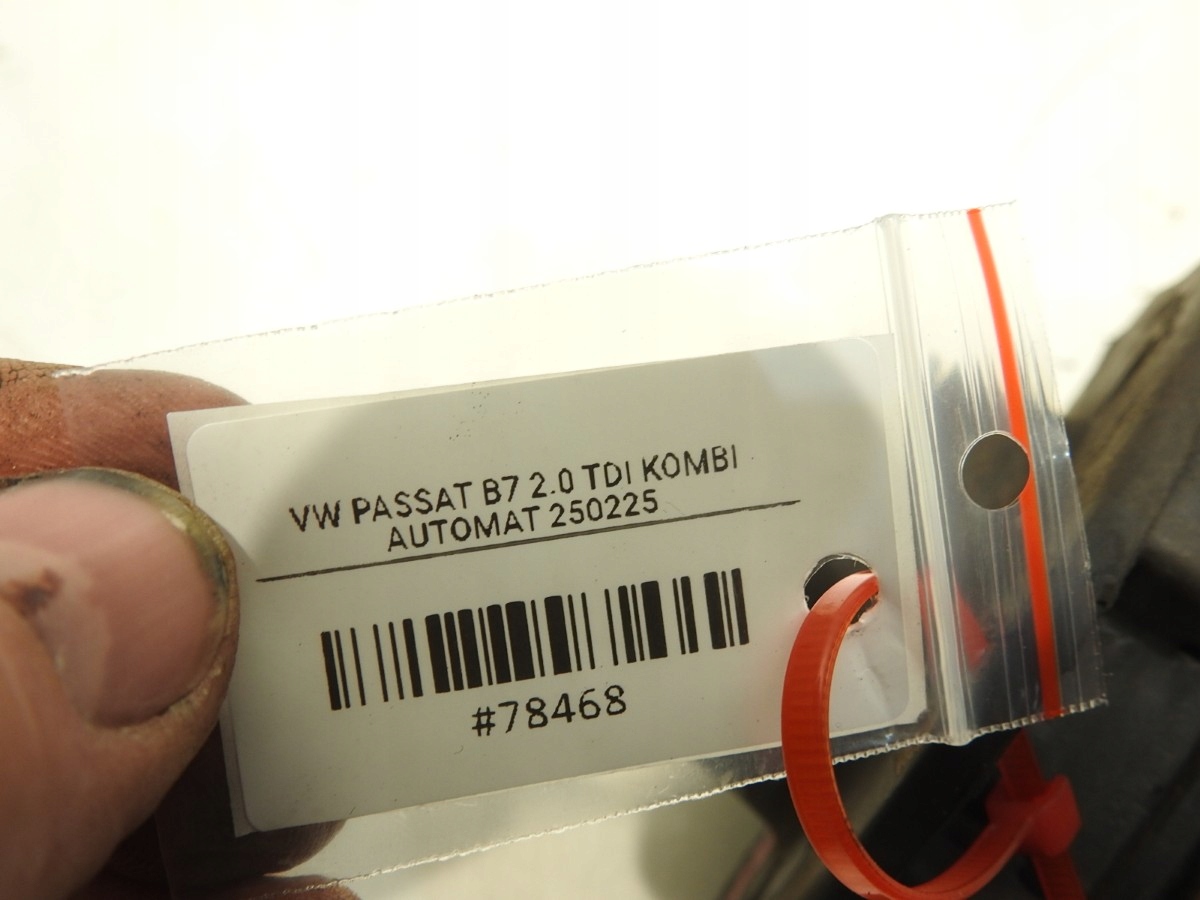 VW PASSAT B7 2.0 TDI KOMBI
AUTOMAT 250225
#78468